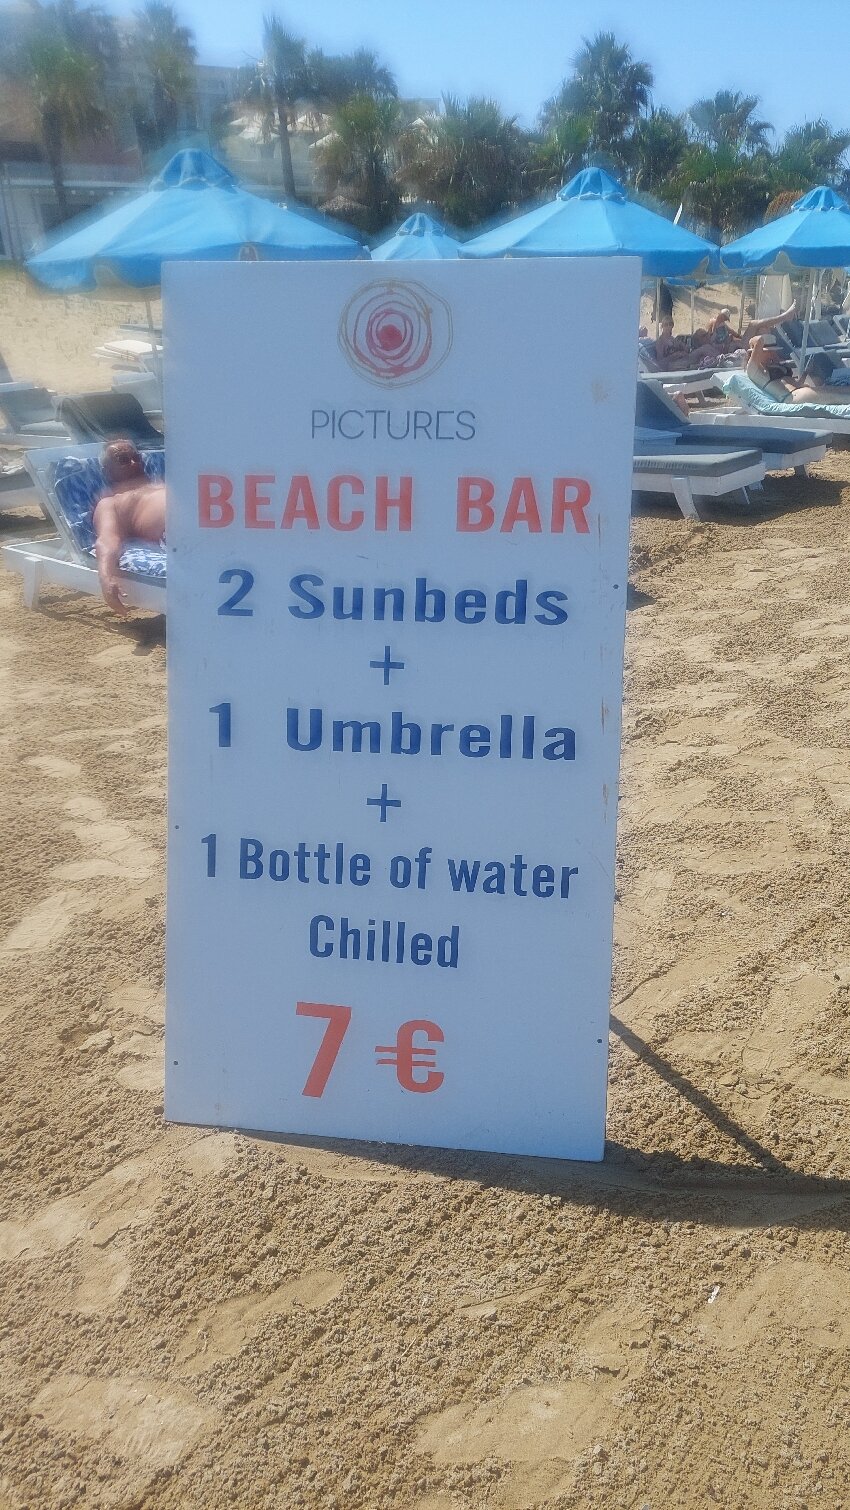 PICTURES
BEACH BAR
2 Sunbeds
+
1 Umbrella
+
1 Bottle of water
Chilled
7 €